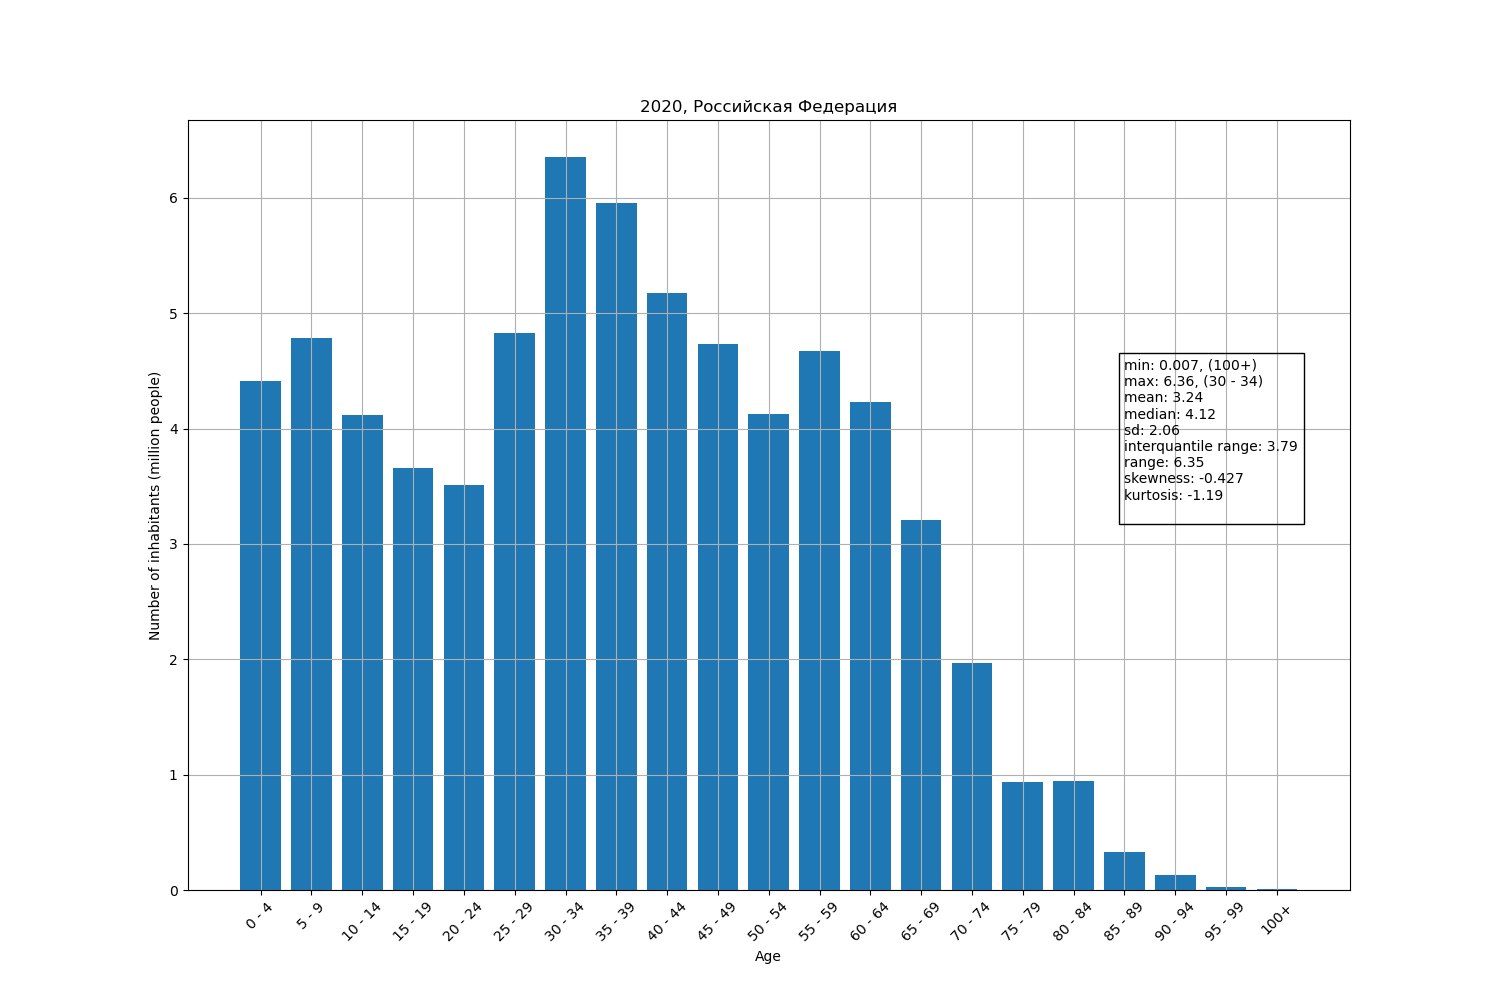 2020, Российская Федерация
Number of inhabitants (million people)
6
5
4
3
2
1
0
min: 0.007, (100+)
max: 6.36, (30 - 34)
mean: 3.24
median: 4.12
sd: 2.06
interquantile range: 3.79
range: 6.35
skewness: -0.427
kurtosis: -1.19
0 - 4
5 - 9
10 - 14
15 - 19
20 - 24
25 - 29
30 - 34
35 - 39
40 - 44
45 - 49
50 - 54
55 - 59
60 - 64
65 - 69
70 - 74
75 - 79
80 - 84
85 - 89
90 - 94
95 - 99
100+
Age